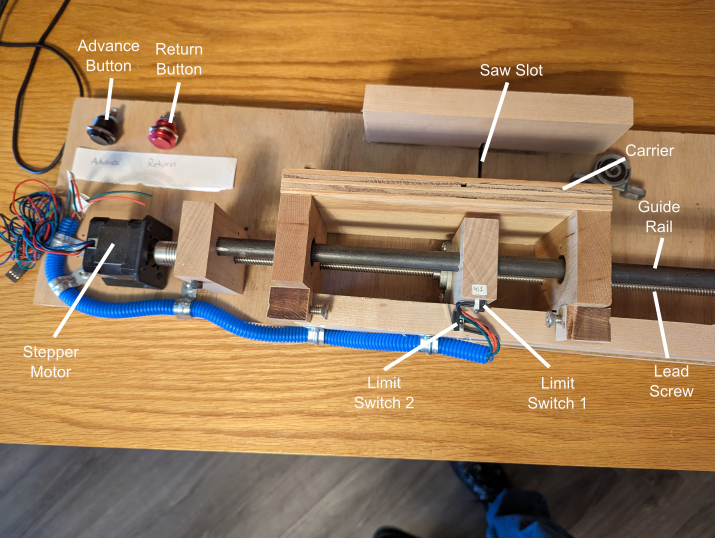 Advance
Button
Return
Button
Saw Slot
Carrier
Guide
Rail
Advance Return
Stepper
Motor
Limit
Switch 2
Limit
Switch 1
Lead
Screw